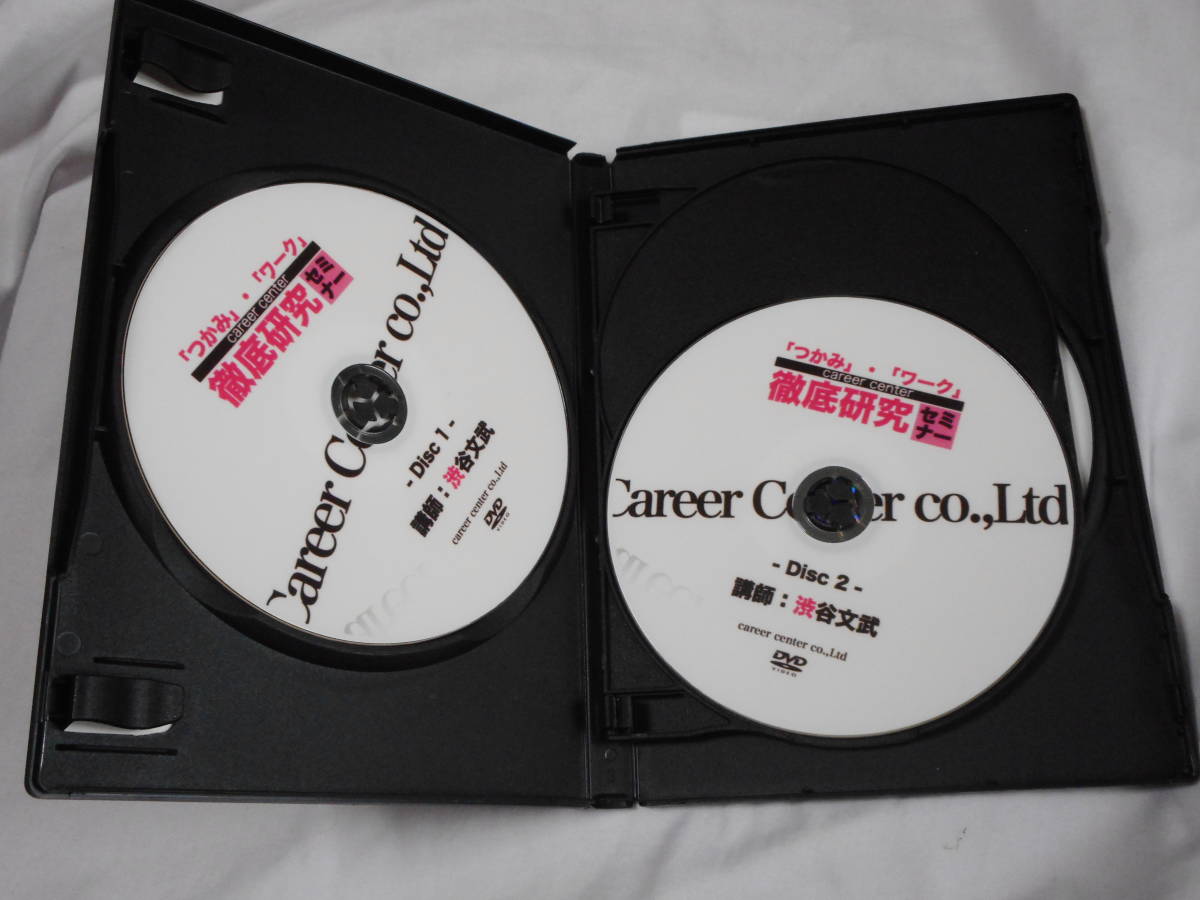 「つかみ」・「ワーク」
career center
徹底研究
セミナー
Career Center co.,Ltd
- Disc 1 -
講師：渋谷文武
career center co.,Ltd
DVD
VIDEO
「つかみ」・「ワーク」
career center
徹底研究
セミナー
Career Center co.,Ltd
- Disc 2 -
講師：渋谷文武
career center co.,Ltd
DVD
VIDEO